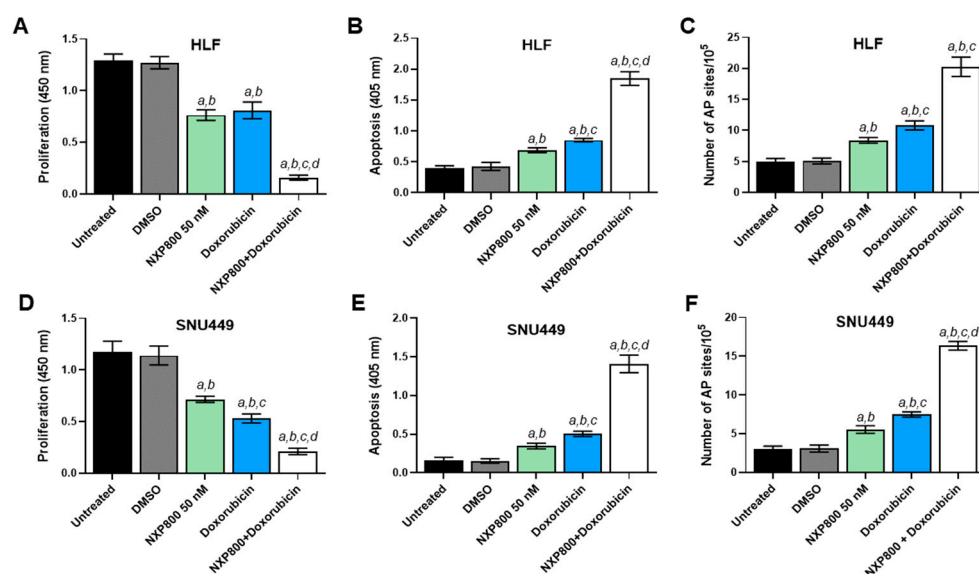 A
HLF
Proliferation (450 nm)
1.5
1.0
0.5
0.0
a,b
a,b
a,b,c,d
Untreated
DMSO
NXP800 50 nM
Doxorubicin
NXP800+Doxorubicin
B
HLF
Apoptosis (405 nm)
2.5
2.0
1.5
1.0
0.5
0.0
a,b
a,b,c
a,b,c,d
Untreated
DMSO
NXP800 50 nM
Doxorubicin
NXP800+Doxorubicin
C
HLF
Number of AP sites/10⁵
25
20
15
10
5
0
a,b
a,b,c
a,b,c
Untreated
DMSO
NXP800 50 nM
Doxorubicin
NXP800+Doxorubicin
D
SNU449
Proliferation (450 nm)
1.5
1.0
0.5
0.0
a,b
a,b,c
a,b,c,d
Untreated
DMSO
NXP800 50 nM
Doxorubicin
NXP800+Doxorubicin
E
SNU449
Apoptosis (405 nm)
2.0
1.5
1.0
0.5
0.0
a,b
a,b,c
a,b,c,d
Untreated
DMSO
NXP800 50 nM
Doxorubicin
NXP800+Doxorubicin
F
SNU449
Number of AP sites/10⁵
20
15
10
5
0
a,b
a,b,c
a,b,c,d
Untreated
DMSO
NXP800 50 nM
Doxorubicin
NXP800 + Doxorubicin